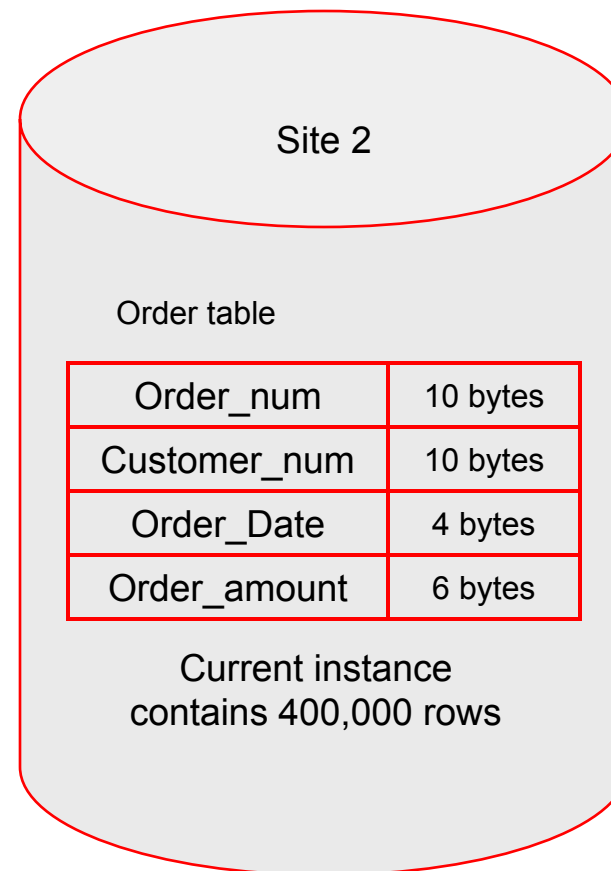 Site 2
Order table
Order_num 10 bytes
Customer_num 10 bytes
Order_Date 4 bytes
Order_amount 6 bytes
Current instance
contains 400,000 rows